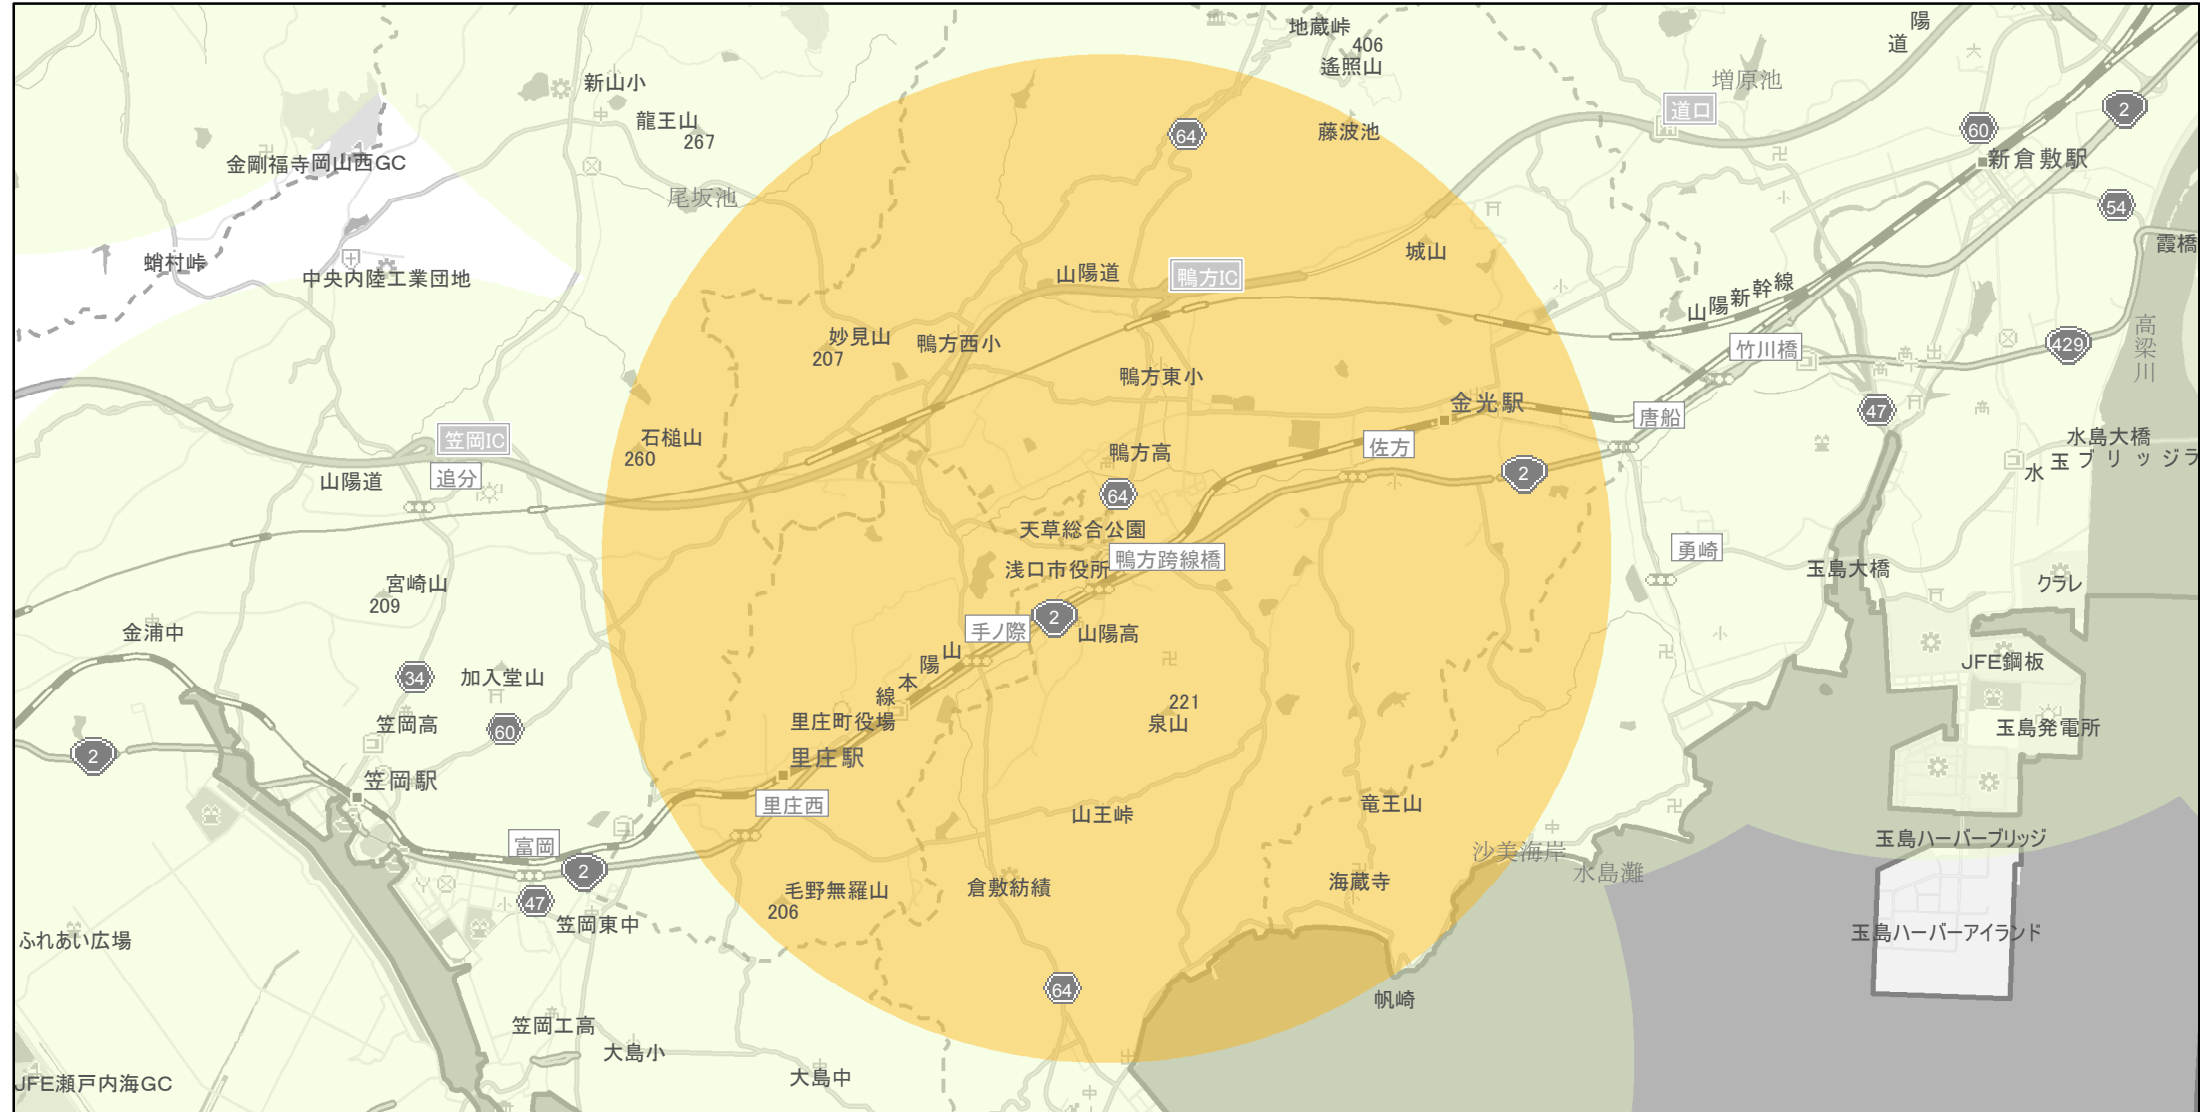 地蔵峠
406
遙照山
陽
道
新山小
増原池
龍王山
267
64
藤波池
道口
60
2
金剛福寺
岡山西GC
新倉敷駅
尾坂池
54
霞橋
蛸村峠
中央内陸工業団地
山陽道
鴨方IC
城山
山陽新幹線
妙見山
207
鴨方西小
竹川橋
429
高梁川
鴨方東小
金光駅
唐船
47
笠岡IC
石槌山
260
鴨方高
佐方
水島大橋
玉ブリッジラ
水
山陽道
追分
64
2
天草総合公園
鴨方跨線橋
勇崎
浅口市役所
玉島大橋
クラレ
宮崎山
209
金浦中
2
手ノ際
山陽高
山陽本線
JFE鋼板
34
加入堂山
221
泉山
笠岡高
60
里庄町役場
玉島発電所
2
里庄駅
笠岡駅
里庄西
山王峠
竜王山
富岡
玉島ハーバーブリッジ
沙美海岸
水島灘
2
47
毛野無羅山
206
倉敷紡績
海蔵寺
笠岡東中
ふれあい広場
玉島ハーバーアイランド
64
帆崎
笠岡工高
大島小
大島中
JFE瀬戸内海GC